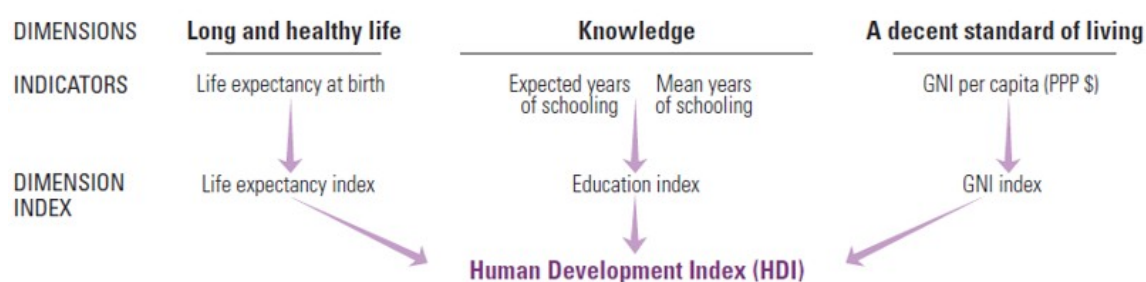 DIMENSIONS Long and healthy life Knowledge A decent standard of living
INDICATORS Life expectancy at birth Expected years Mean years GNI per capita (PPP $)
of schooling of schooling
DIMENSION Life expectancy index Education index GNI index
INDEX
Human Development Index (HDI)